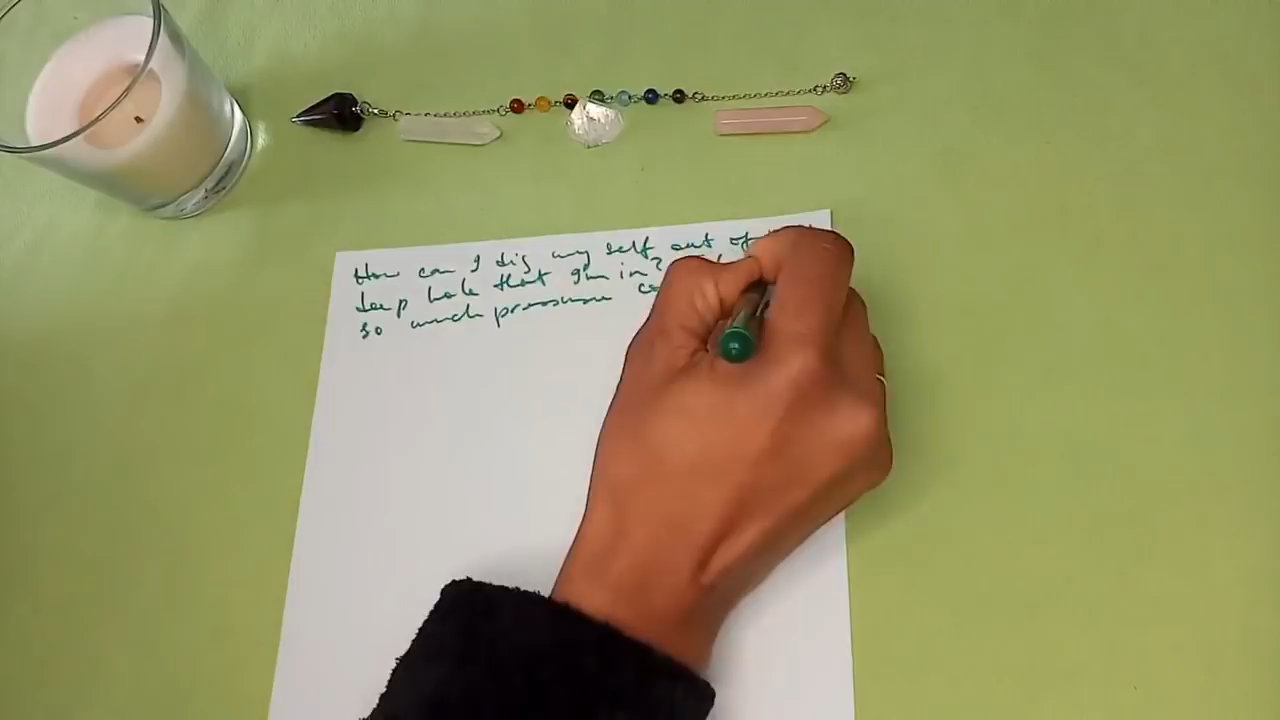 How can I dig my self out of
deep hole that I'm in?
so much pressure